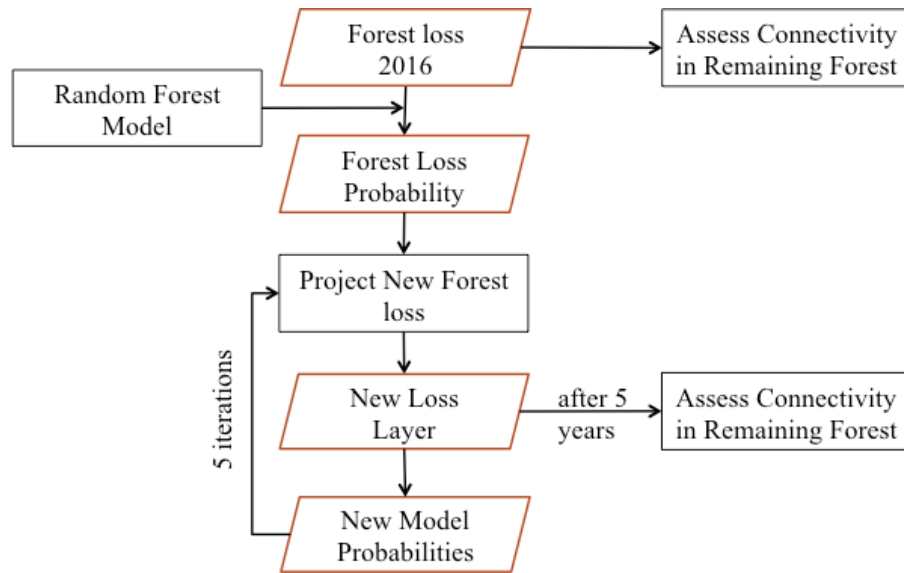 Forest loss
2016
Assess Connectivity
in Remaining Forest
Random Forest
Model
Forest Loss
Probability
Project New Forest
loss
5 iterations
New Loss
Layer
after 5
years
Assess Connectivity
in Remaining Forest
New Model
Probabilities